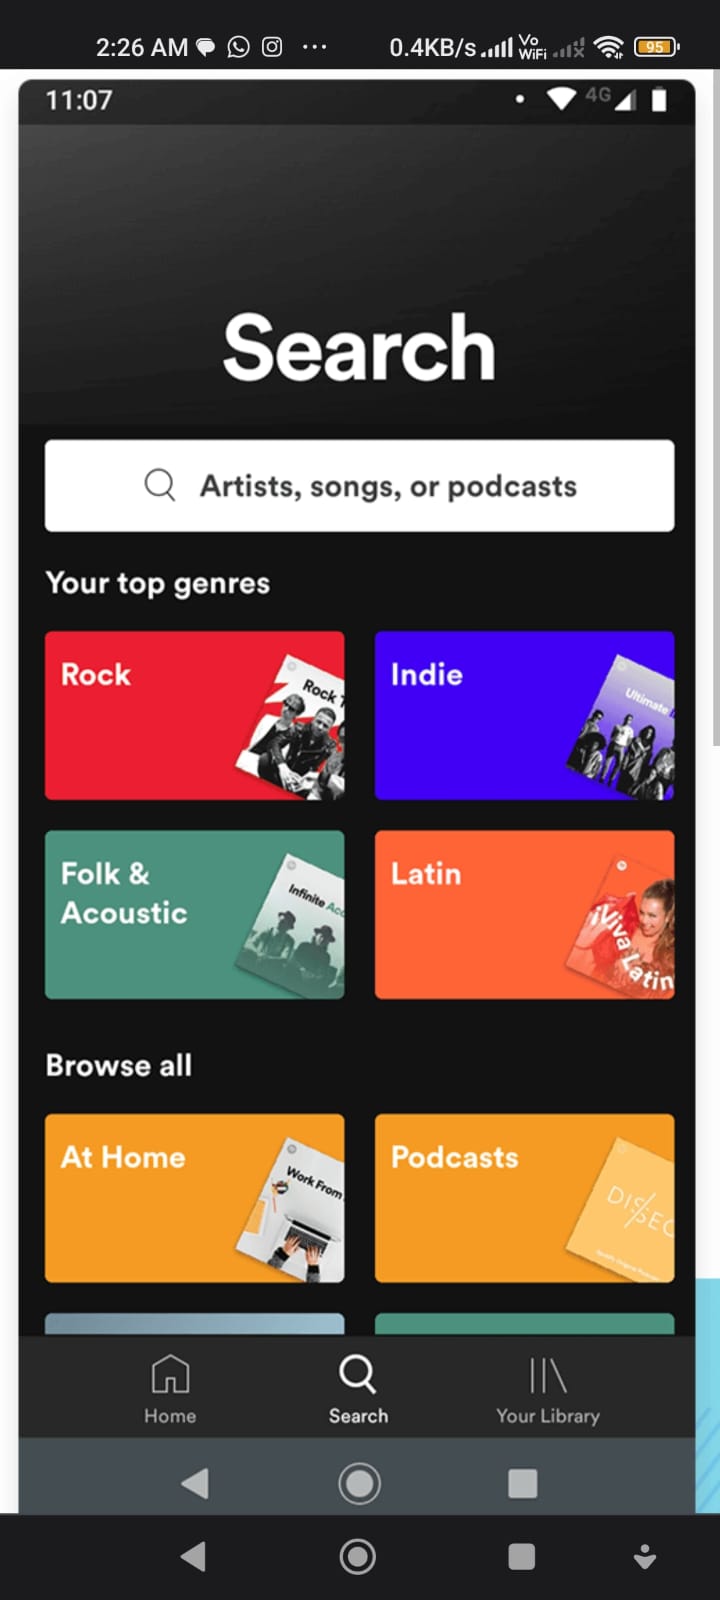 2:26 AM
0.4KB/s
Vo
WiFi
95
11:07
4G
Search
Artists, songs, or podcasts
Your top genres
Rock
Rock
Indie
Ultimate
Folk &
Acoustic
Infinite
Latin
¡Viva Latin
Browse all
At Home
Work From
Podcasts
DISSEC
Home
Search
Your Library